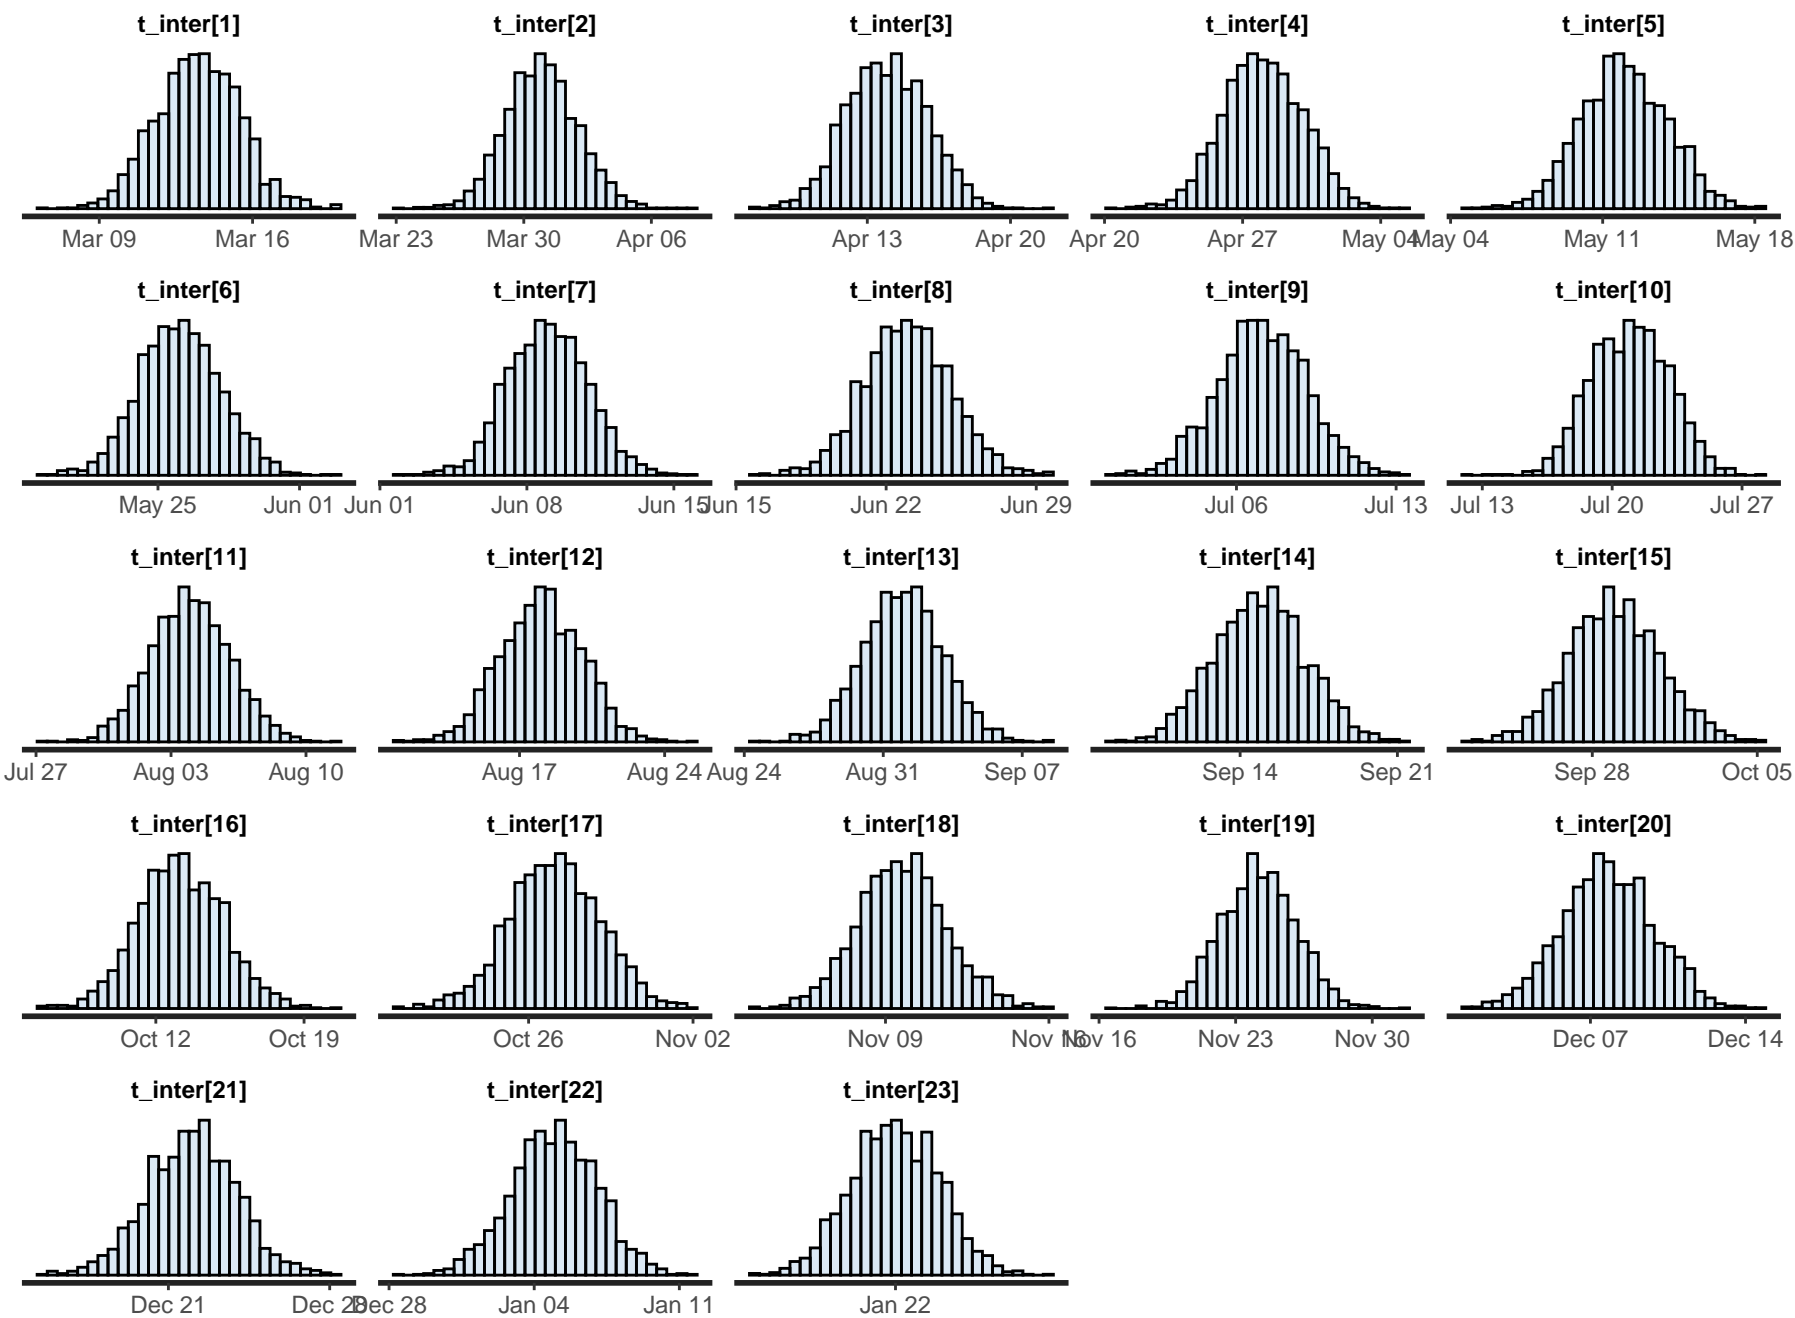 t_inter[1] t_inter[2] t_inter[3] t_inter[4] t_inter[5]
Mar 09 Mar 16 Mar 23 Mar 30 Apr 06 Apr 13 Apr 20 Apr 20 Apr 27 May 04 May 04 May 11 May 18
t_inter[6] t_inter[7] t_inter[8] t_inter[9] t_inter[10]
May 25 Jun 01 Jun 01 Jun 08 Jun 15 Jun 15 Jun 22 Jun 29 Jul 06 Jul 13 Jul 13 Jul 20 Jul 27
t_inter[11] t_inter[12] t_inter[13] t_inter[14] t_inter[15]
Jul 27 Aug 03 Aug 10 Aug 17 Aug 24 Aug 24 Aug 31 Sep 07 Sep 14 Sep 21 Sep 28 Oct 05
t_inter[16] t_inter[17] t_inter[18] t_inter[19] t_inter[20]
Oct 12 Oct 19 Oct 26 Nov 02 Nov 09 Nov 16 Nov 16 Nov 23 Nov 30 Dec 07 Dec 14
t_inter[21] t_inter[22] t_inter[23]
Dec 21 Dec 28 Dec 28 Jan 04 Jan 11 Jan 22